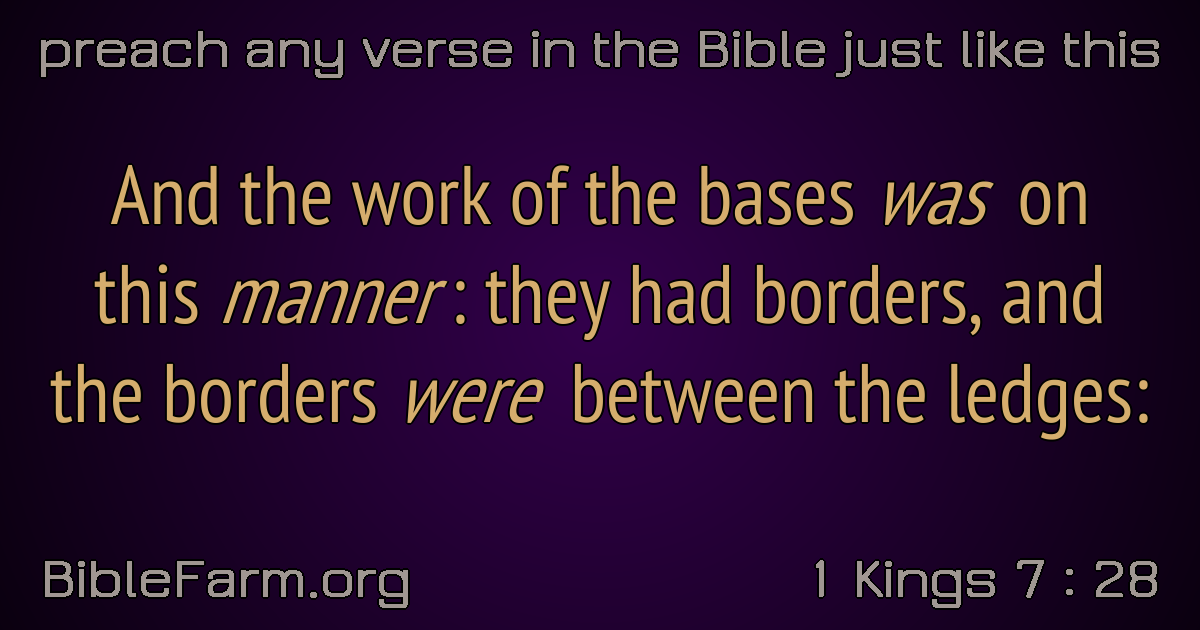 preach any verse in the Bible just like this
And the work of the bases was on
this manner: they had borders, and
the borders were between the ledges:
BibleFarm.org
1 Kings 7 : 28